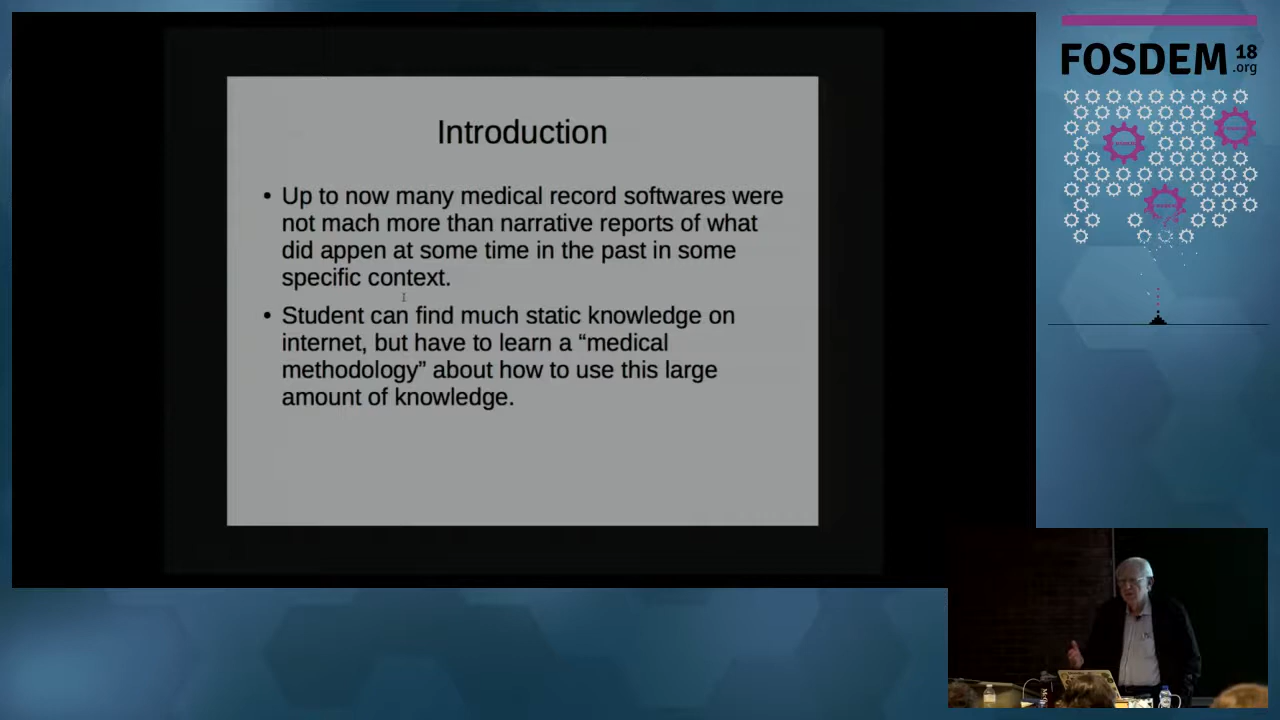 Introduction
• Up to now many medical record softwares were
not mach more than narrative reports of what
did appen at some time in the past in some
specific context.
• Student can find much static knowledge on
internet, but have to learn a “medical
methodology” about how to use this large
amount of knowledge.
FOSDEM 18
.org